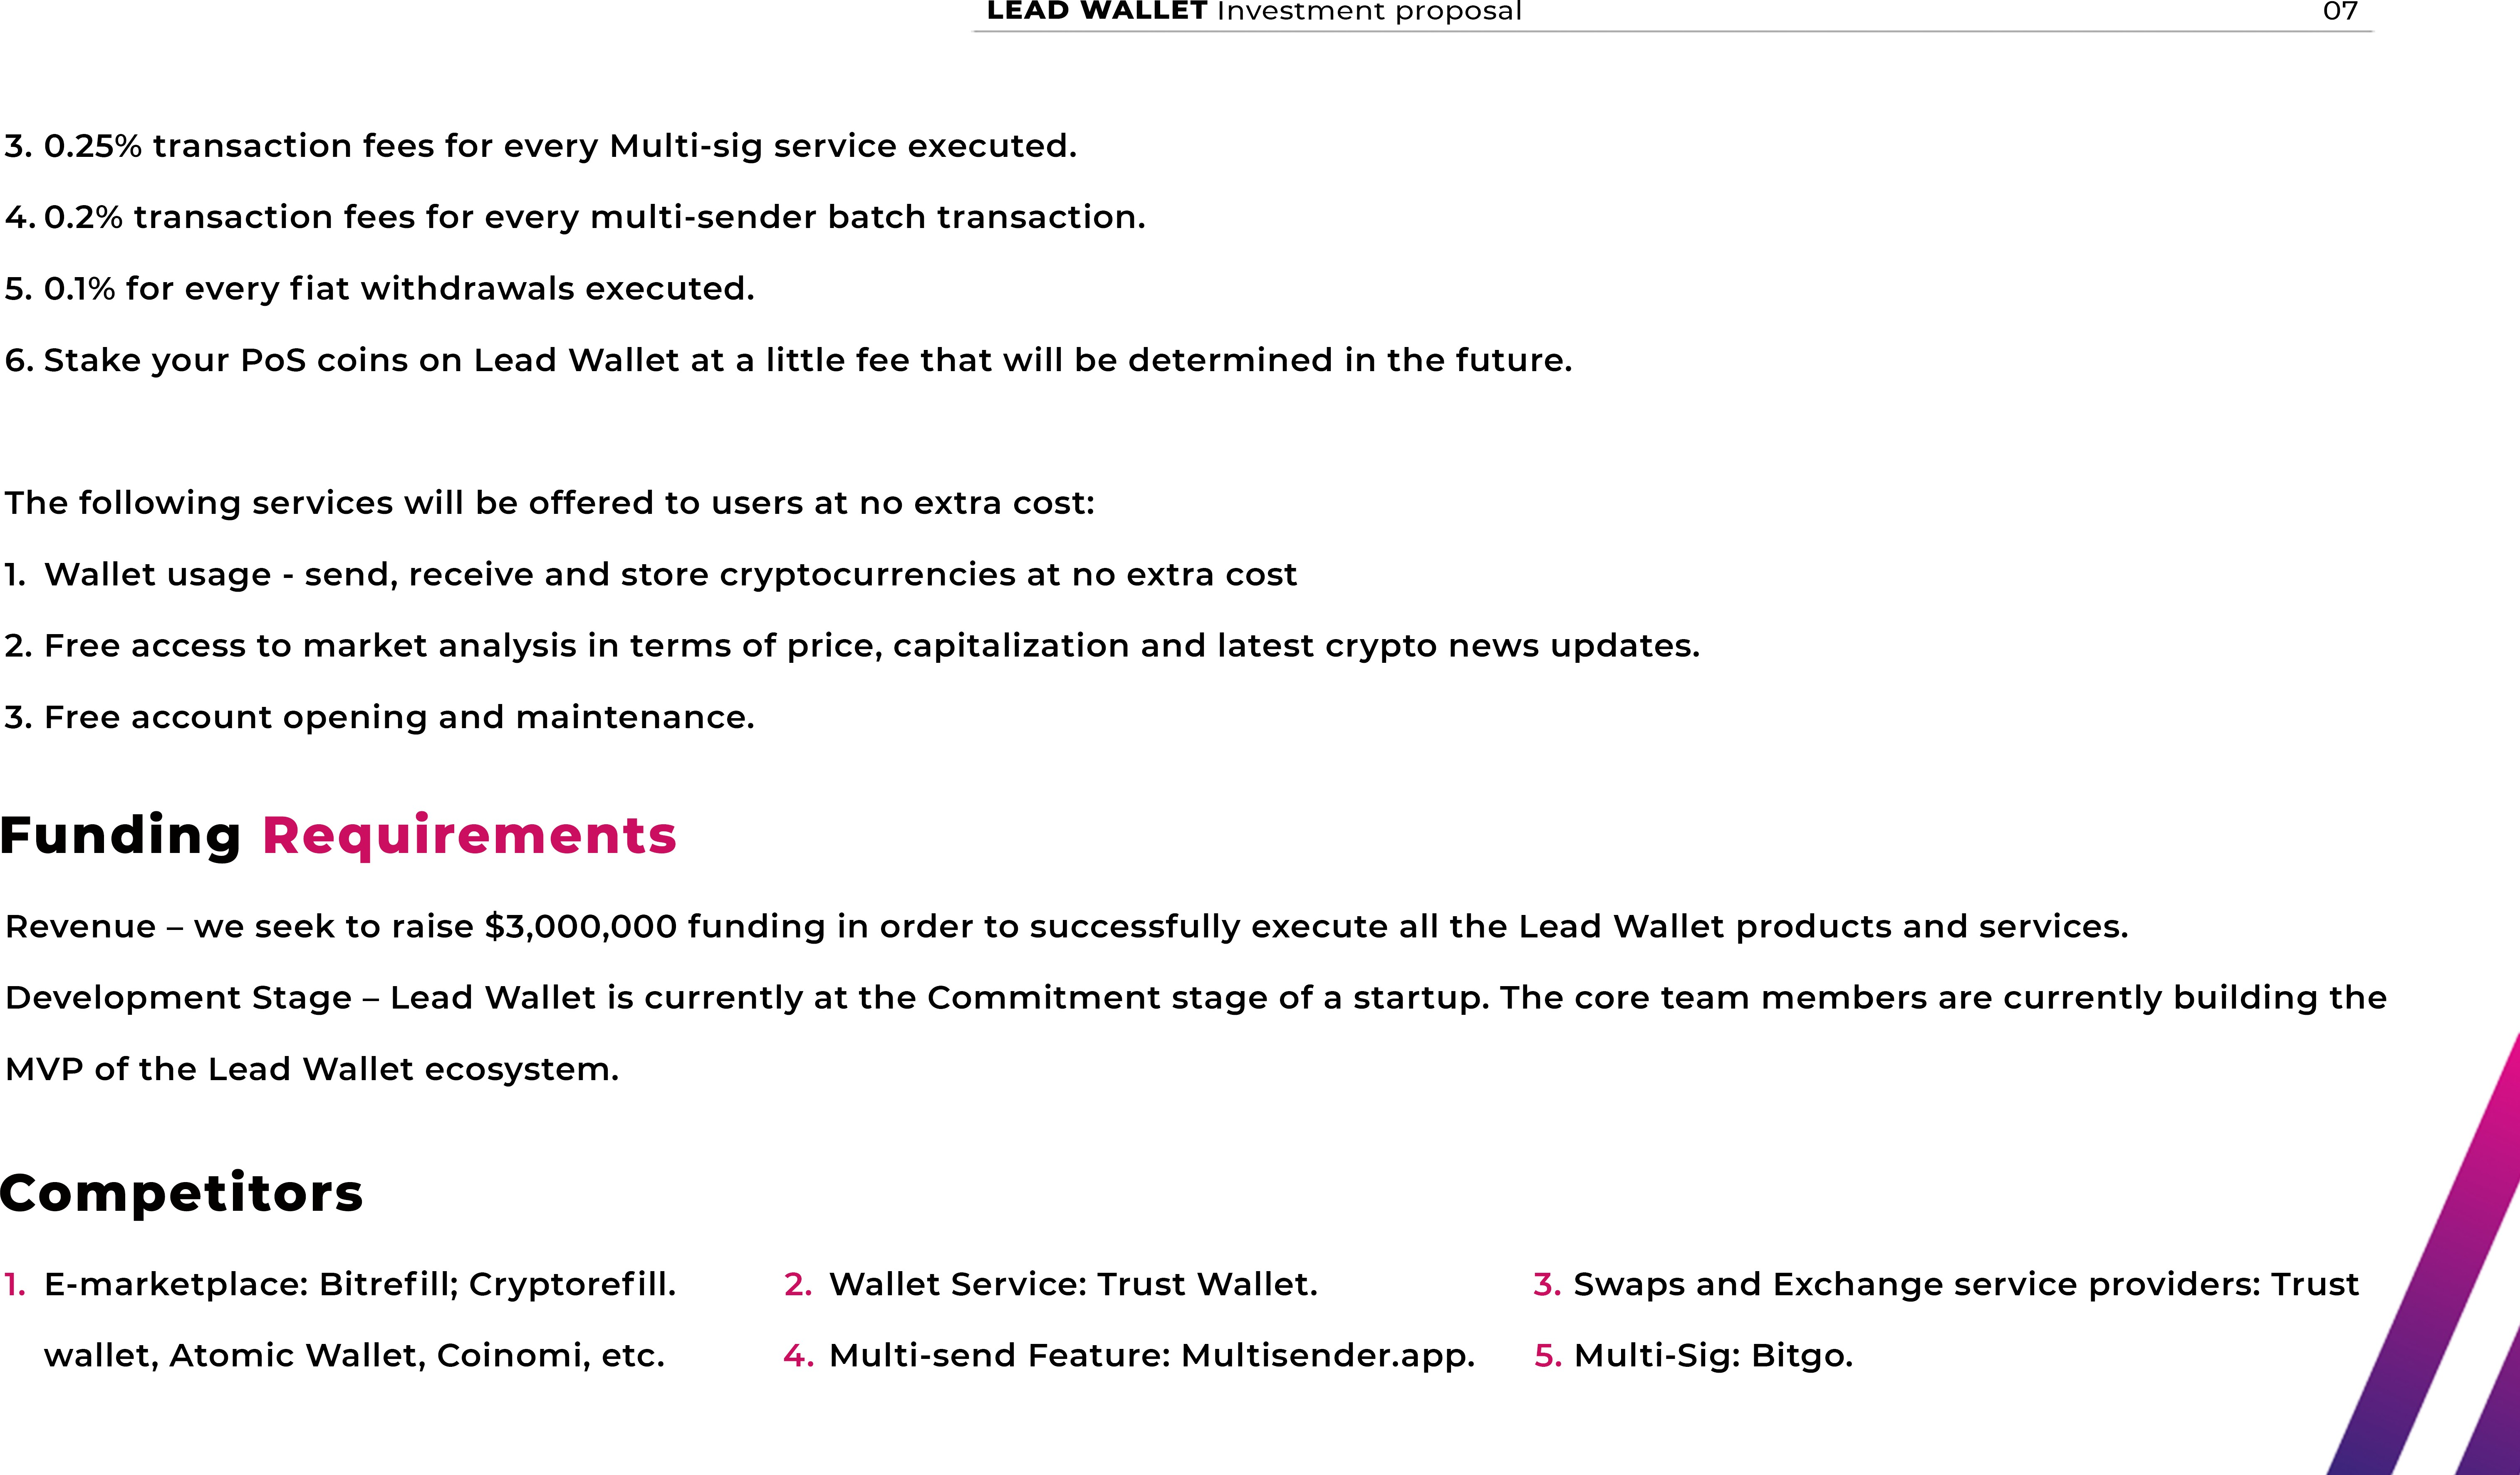 LEAD WALLET Investment proposal 07
3. 0.25% transaction fees for every Multi-sig service executed.
4. 0.2% transaction fees for every multi-sender batch transaction.
5. 0.1% for every fiat withdrawals executed.
6. Stake your PoS coins on Lead Wallet at a little fee that will be determined in the future.
The following services will be offered to users at no extra cost:
1. Wallet usage - send, receive and store cryptocurrencies at no extra cost
2. Free access to market analysis in terms of price, capitalization and latest crypto news updates.
3. Free account opening and maintenance.
Funding Requirements
Revenue – we seek to raise $3,000,000 funding in order to successfully execute all the Lead Wallet products and services.
Development Stage – Lead Wallet is currently at the Commitment stage of a startup. The core team members are currently building the
MVP of the Lead Wallet ecosystem.
Competitors
1. E-marketplace: Bitrefill; Cryptorefill. 2. Wallet Service: Trust Wallet. 3. Swaps and Exchange service providers: Trust
wallet, Atomic Wallet, Coinomi, etc. 4. Multi-send Feature: Multisender.app. 5. Multi-Sig: Bitgo.